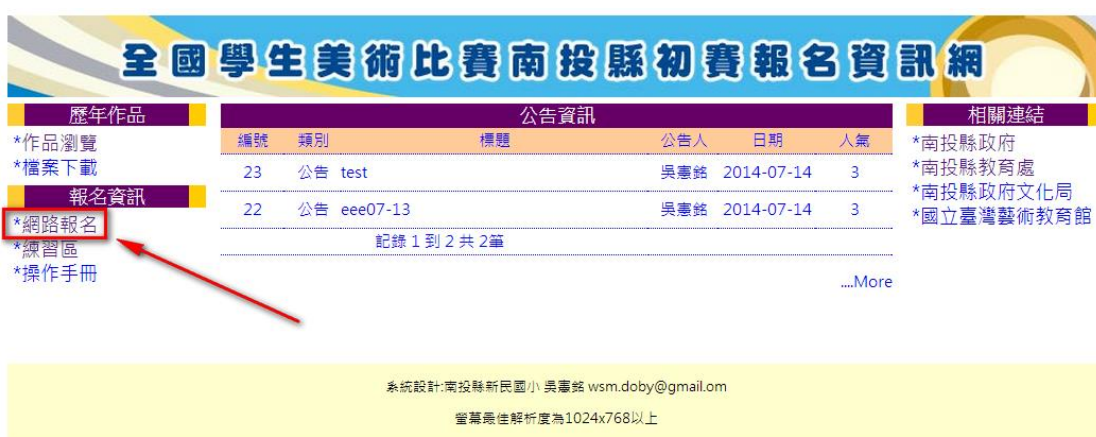 全國學生美術比賽南投縣初賽報名資訊網
歷年作品
*作品瀏覽
*檔案下載
報名資訊
*網路報名
*練習區
*操作手冊
公告資訊
編號 類別 標題 公告人 日期 人氣
23 公告 test 吳憲銘 2014-07-14 3
22 公告 eee07-13 吳憲銘 2014-07-14 3
記錄 1 到 2 共 2筆
....More
相關連結
*南投縣政府
*南投縣教育處
*南投縣政府文化局
*國立臺灣藝術教育館
系統設計:南投縣新民國小 吳憲銘 wsm.doby@gmail.om
螢幕最佳解析度為1024x768以上